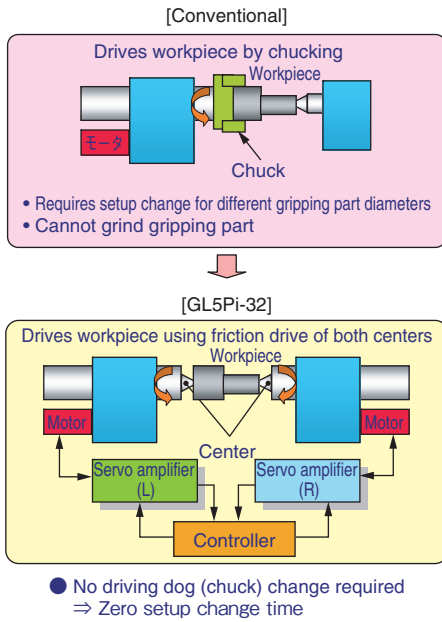 [Conventional]
Drives workpiece by chucking
Workpiece
モータ
Chuck
• Requires setup change for different gripping part diameters
• Cannot grind gripping part
[GL5Pi-32]
Drives workpiece using friction drive of both centers
Workpiece
Motor
Motor
Center
Servo amplifier
(L)
Servo amplifier
(R)
Controller
● No driving dog (chuck) change required
⇒ Zero setup change time